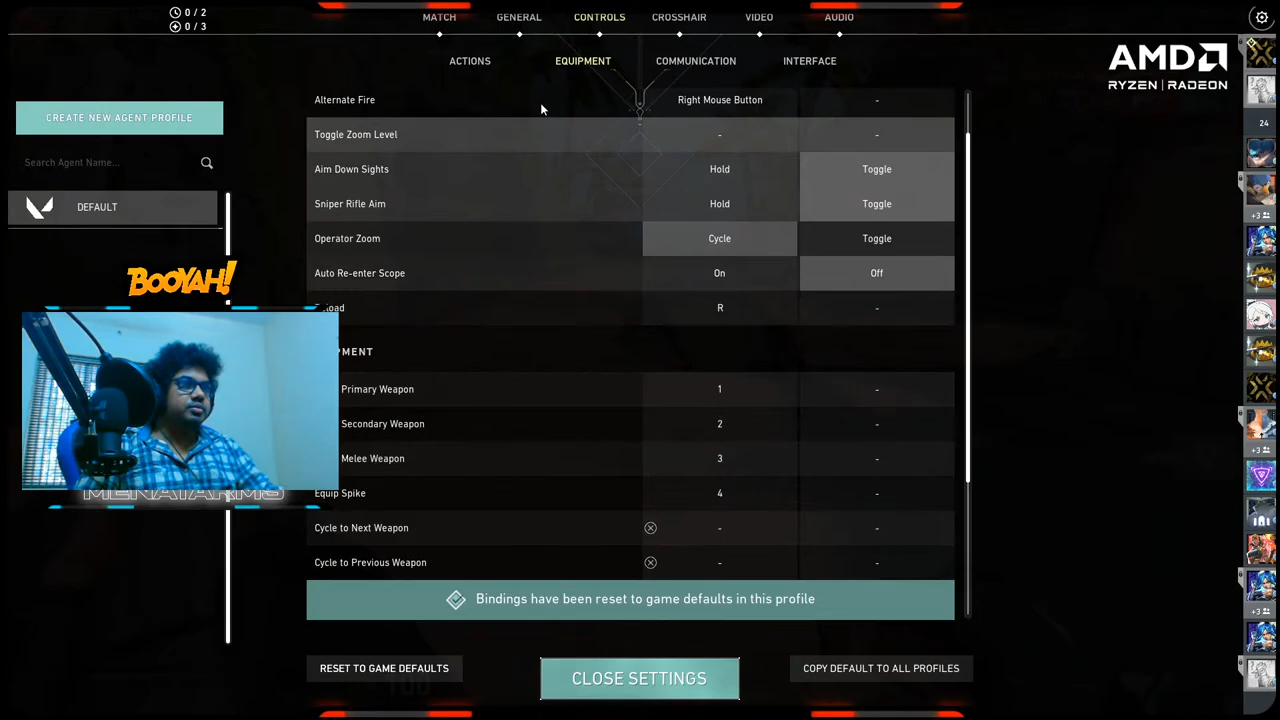 0 / 2
0 / 3
MATCH GENERAL CONTROLS CROSSHAIR VIDEO AUDIO
ACTIONS EQUIPMENT COMMUNICATION INTERFACE
AMD
RYZEN | RADEON
CREATE NEW AGENT PROFILE
Search Agent Name...
DEFAULT
Alternate Fire Right Mouse Button -
Toggle Zoom Level - -
Aim Down Sights Hold Toggle
Sniper Rifle Aim Hold Toggle
Operator Zoom Cycle Toggle
Auto Re-enter Scope On Off
R -
BOOYAH!
Primary Weapon 1 -
Secondary Weapon 2 -
Melee Weapon 3 -
Equip Spike 4 -
Cycle to Next Weapon - -
Cycle to Previous Weapon - -
MENATARMS
Bindings have been reset to game defaults in this profile
RESET TO GAME DEFAULTS
CLOSE SETTINGS
COPY DEFAULT TO ALL PROFILES
24
+3
+3
+3